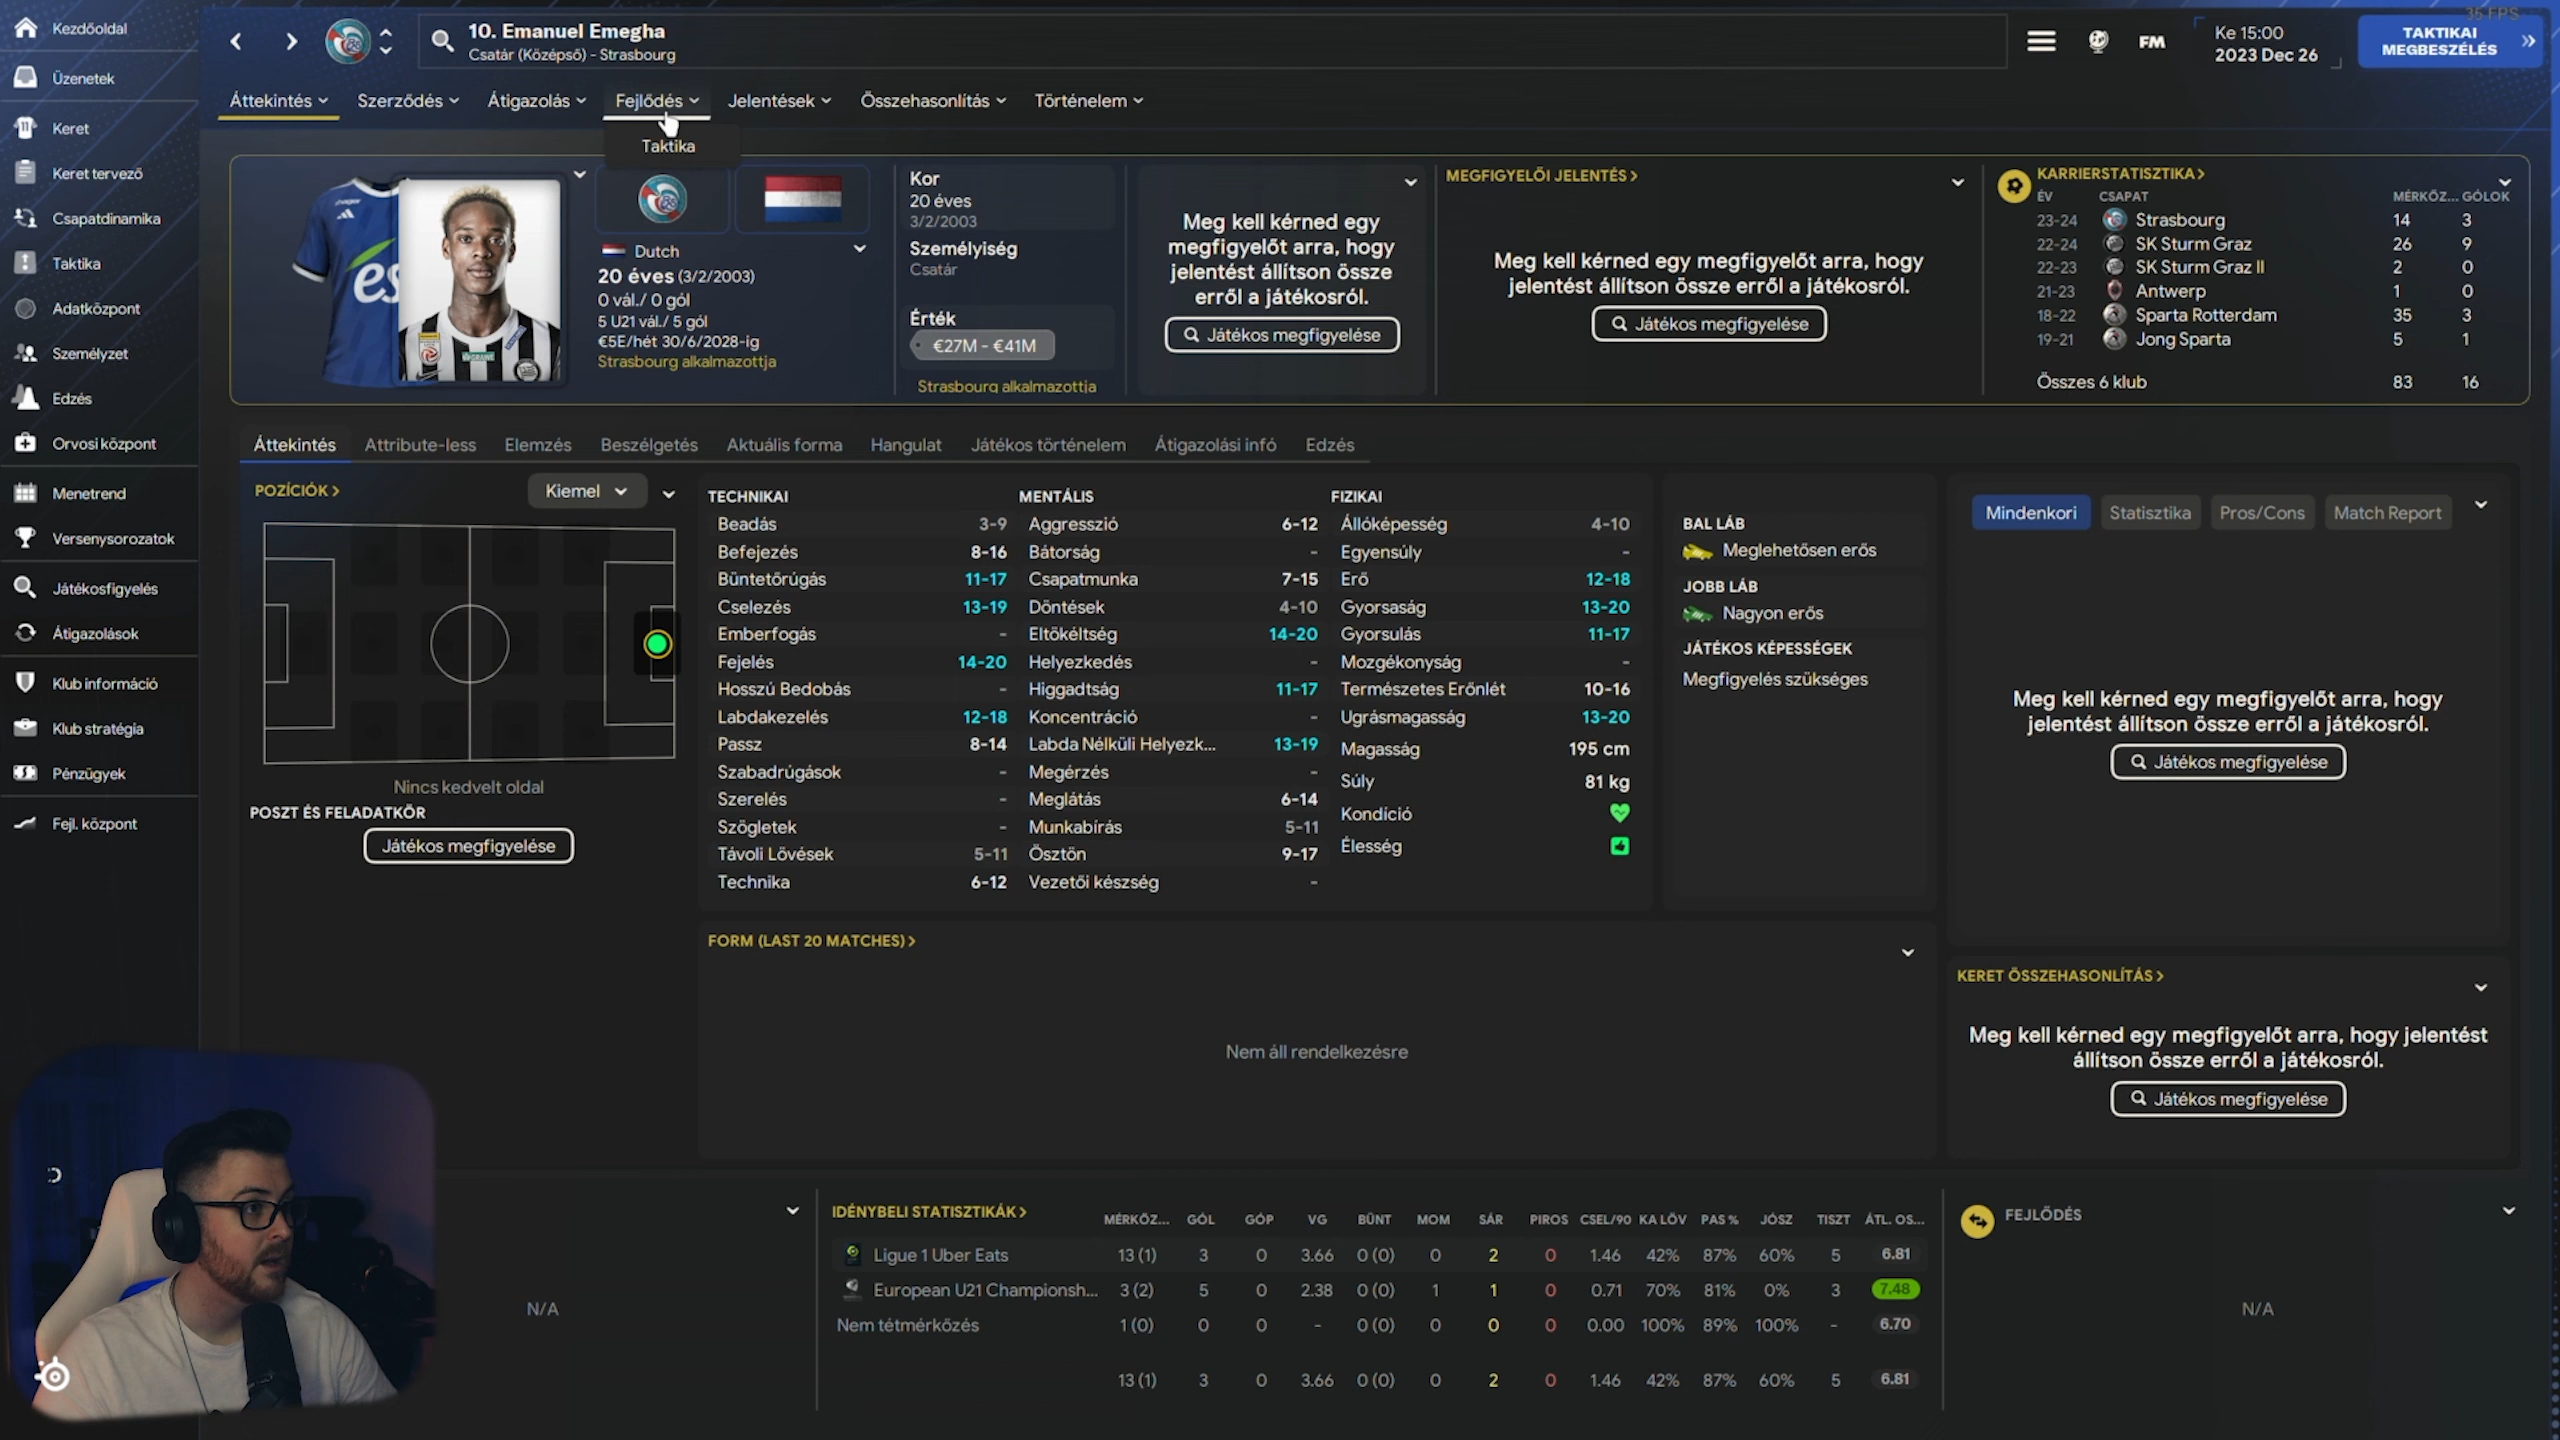 Kezdőoldal
Üzenetek
Keret
Keret tervező
Csapatdinamika
Taktika
Adatközpont
Személyzet
Edzés
Orvosi központ
Menetrend
Versenysorozatok
Játékosfigyelés
Átigazolások
Klub információ
Klub stratégia
Pénzügyek
Fejl. központ
10. Emanuel Emegha
Csatár (Középső) - Strasbourg
FM
35 FPS
Ke 15:00
2023 Dec 26
TAKTIKAI
MEGBESZÉLÉS
Áttekintés
Szerződés
Átigazolás
Fejlődés
Jelentések
Összehasonlítás
Történelem
Taktika
Dutch
20 éves (3/2/2003)
0 vál./ 0 gól
5 U21 vál./ 5 gól
€5E/hét 30/6/2028-ig
Strasbourg alkalmazottja
Kor
20 éves
3/2/2003
Személyiség
Csatár
Érték
€27M - €41M
Strasbourg alkalmazottja
Meg kell kérned egy
megfigyelőt arra, hogy
jelentést állítson össze
erről a játékosról.
Játékos megfigyelése
MEGFIGYELŐI JELENTÉS
Meg kell kérned egy megfigyelőt arra, hogy
jelentést állítson össze erről a játékosról.
Játékos megfigyelése
KARRIERSTATISZTIKA
ÉV CSAPAT MÉRKŐZ... GÓLOK
23-24 Strasbourg 14 3
22-24 SK Sturm Graz 26 9
22-23 SK Sturm Graz II 2 0
21-23 Antwerp 1 0
18-22 Sparta Rotterdam 35 3
19-21 Jong Sparta 5 1
Összes 6 klub 83 16
Áttekintés
Attribute-less
Elemzés
Beszélgetés
Aktuális forma
Hangulat
Játékos történelem
Átigazolási infó
Edzés
POZÍCIÓK
Kiemel
Nincs kedvelt oldal
POSZT ÉS FELADATKÖR
Játékos megfigyelése
TECHNIKAI
Beadás 3-9
Befejezés 8-16
Büntetőrúgás 11-17
Cselezés 13-19
Emberfogás -
Fejelés 14-20
Hosszú Bedobás -
Labdakezelés 12-18
Passz 8-14
Szabadrúgások -
Szerelés -
Szögletek -
Távoli Lövések 5-11
Technika 6-12
MENTÁLIS
Aggresszió 6-12
Bátorság -
Csapatmunka 7-15
Döntések 4-10
Eltökéltség 14-20
Helyezkedés -
Higgadtság 11-17
Koncentráció -
Labda Nélküli Helyezk... 13-19
Megérzés -
Meglátás 6-14
Munkabírás 5-11
Ösztön 9-17
Vezetői készség -
FIZIKAI
Állóképesség 4-10
Egyensúly -
Erő 12-18
Gyorsaság 13-20
Gyorsulás 11-17
Mozgékonyság -
Természetes Erőnlét 10-16
Ugrásmagasság 13-20
Magasság 195 cm
Súly 81 kg
Kondíció
Élesség
BAL LÁB
Meglehetősen erős
JOBB LÁB
Nagyon erős
JÁTÉKOS KÉPESSÉGEK
Megfigyelés szükséges
Mindenkori
Statisztika
Pros/Cons
Match Report
Meg kell kérned egy megfigyelőt arra, hogy
jelentést állítson össze erről a játékosról.
Játékos megfigyelése
FORM (LAST 20 MATCHES)
Nem áll rendelkezésre
KERET ÖSSZEHASONLÍTÁS
Meg kell kérned egy megfigyelőt arra, hogy jelentést
állítson össze erről a játékosról.
Játékos megfigyelése
N/A
IDÉNYBELI STATISZTIKÁK
MÉRKŐZ... GÓL GÓP VG BÜNT MOM SÁR PIROS CSEL/90 KA LÖV PAS % JÓSZ TISZT ÁTL. OS...
Ligue 1 Uber Eats 13 (1) 3 0 3.66 0 (0) 0 2 0 1.46 42% 87% 60% 5 6.81
European U21 Championsh... 3 (2) 5 0 2.38 0 (0) 1 1 0 0.71 70% 81% 0% 3 7.48
Nem tétmérkőzés 1 (0) 0 0 - 0 (0) 0 0 0 0.00 100% 89% 100% - 6.70
13 (1) 3 0 3.66 0 (0) 0 2 0 1.46 42% 87% 60% 5 6.81
FEJLŐDÉS
N/A